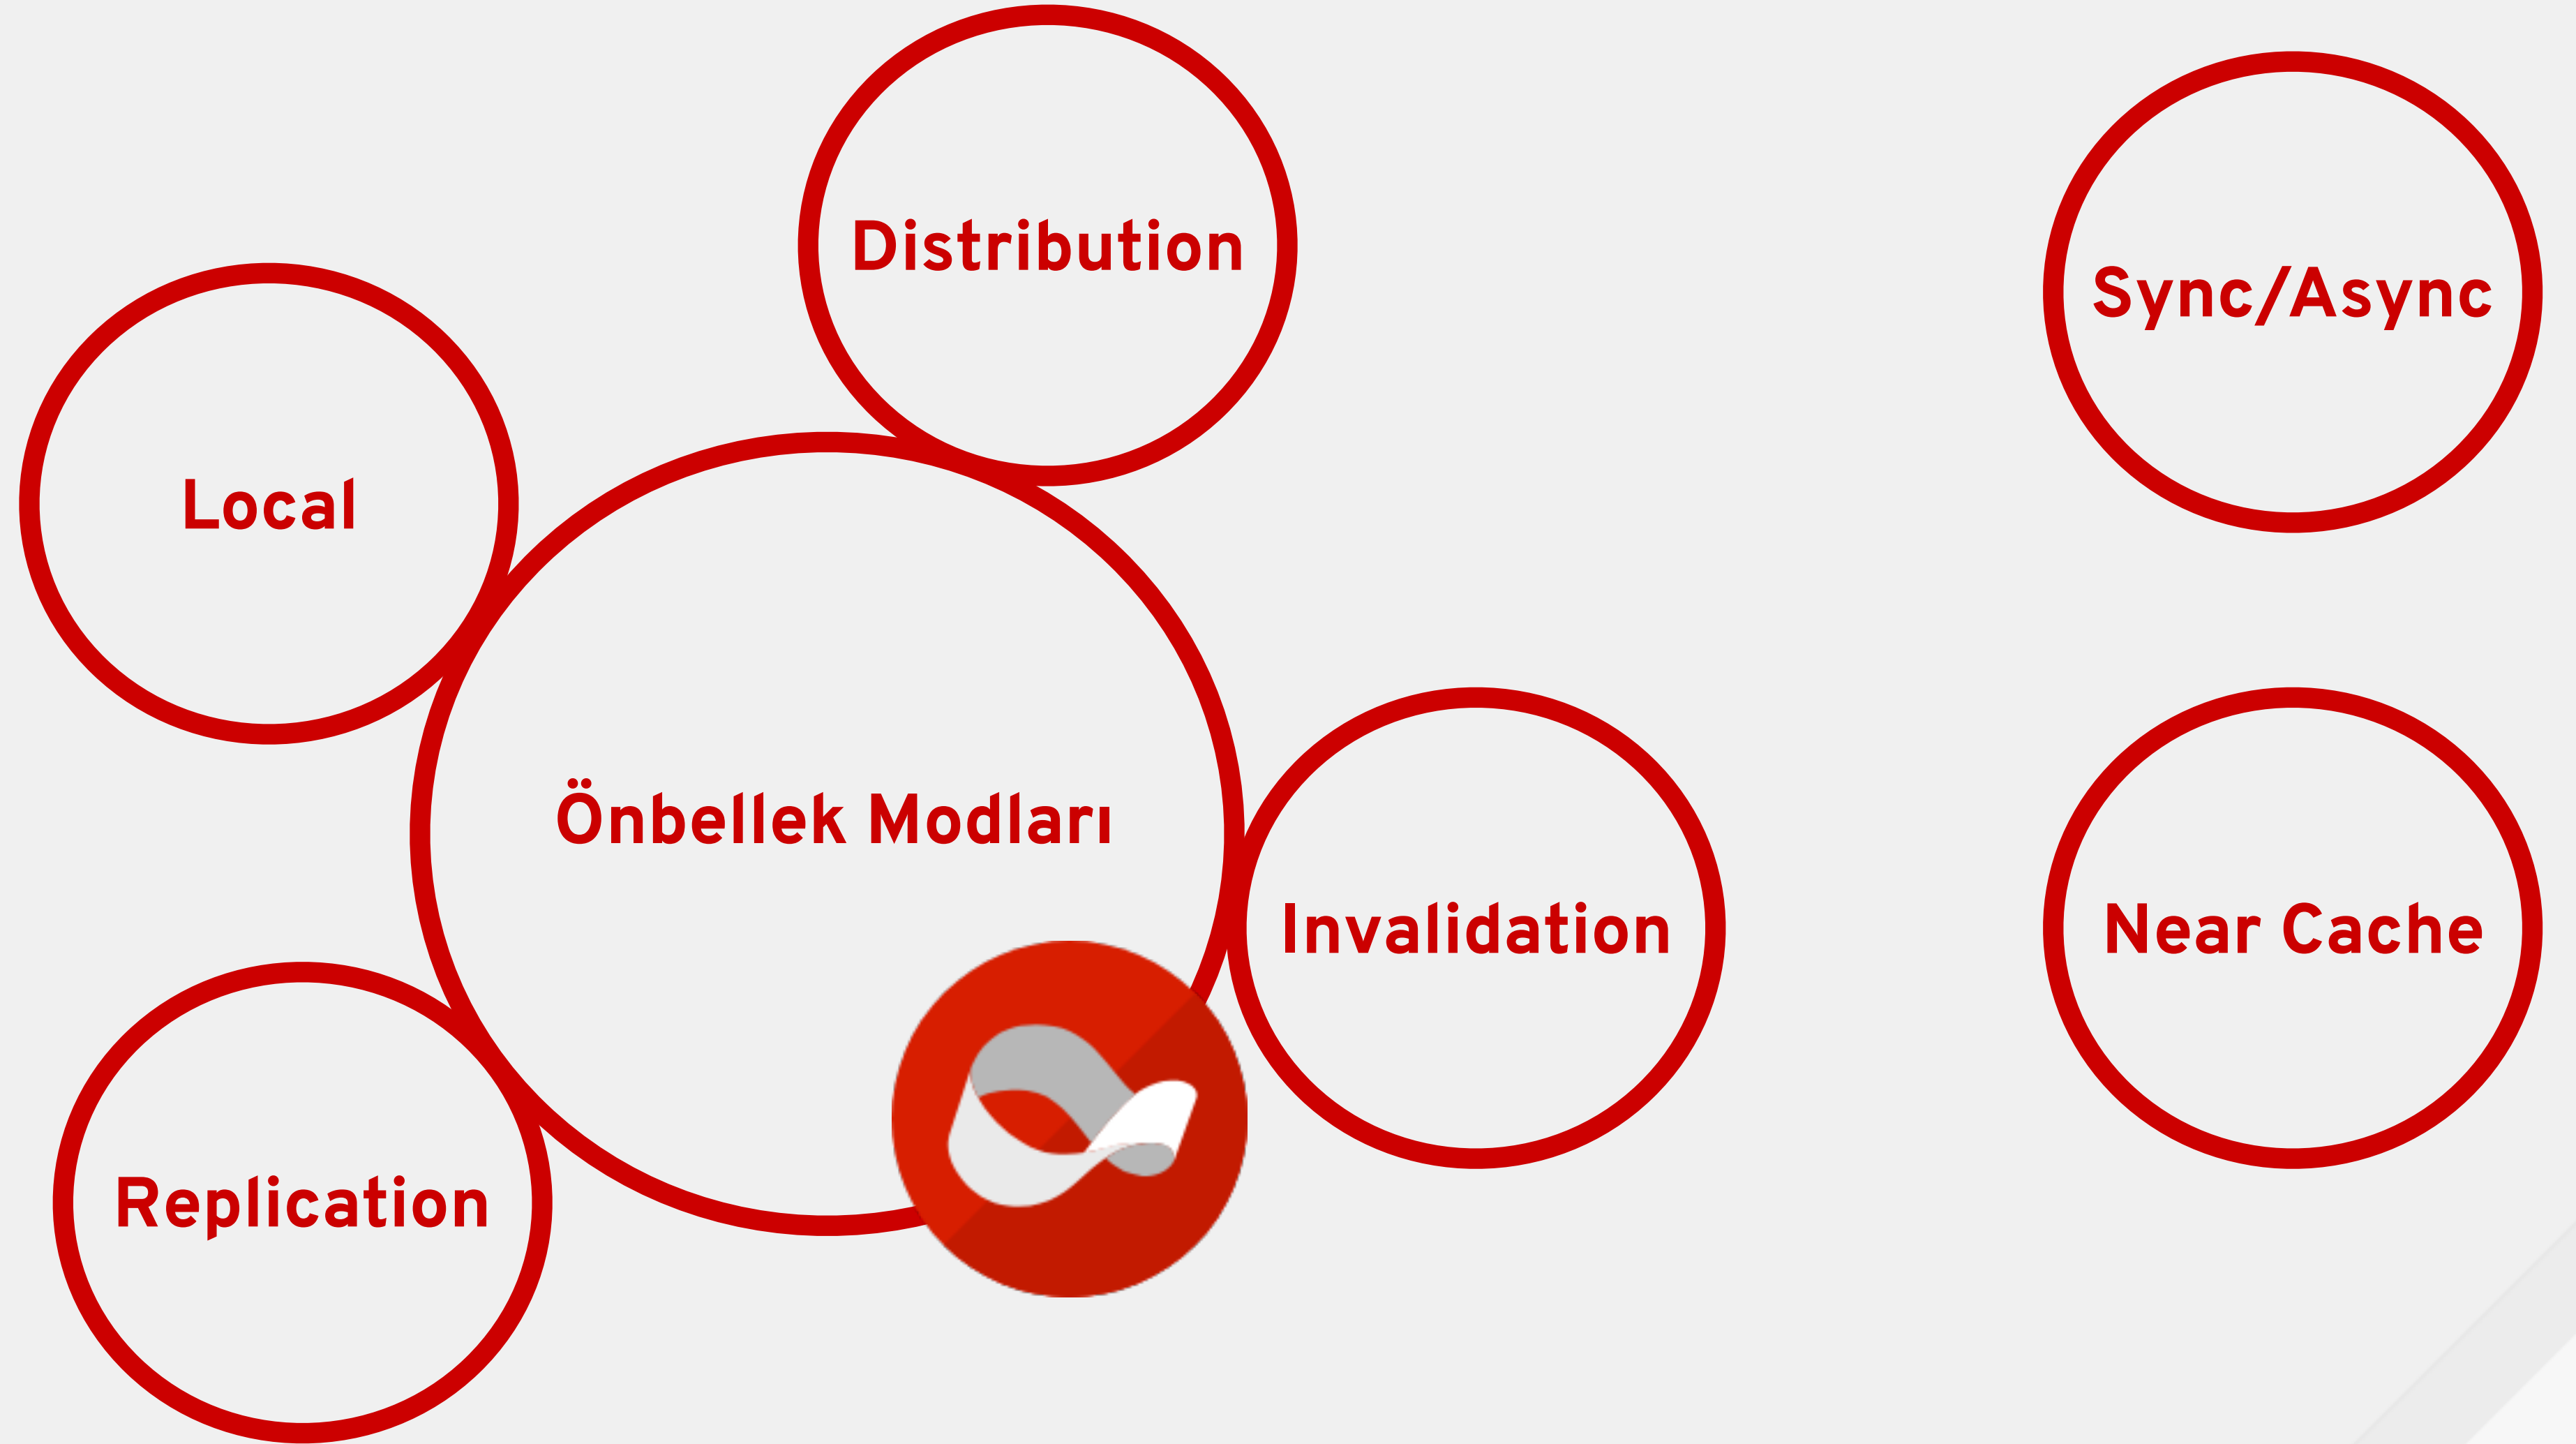 Distribution
Sync/Async
Local
Önbellek Modları
Invalidation
Near Cache
Replication